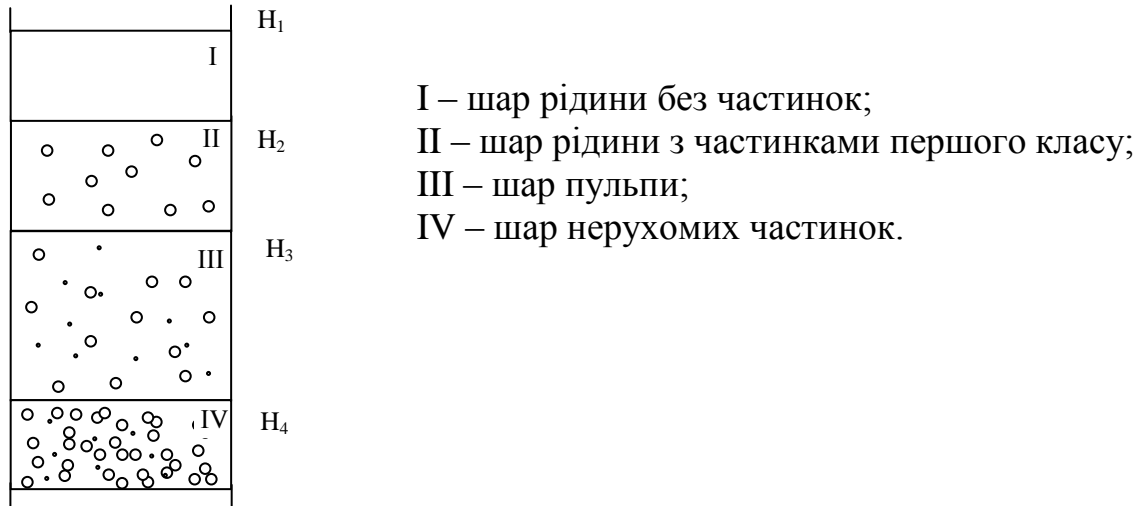 H₁
I
I – шар рідини без частинок;
II – шар рідини з частинками першого класу;
II
H₂
III – шар пульпи;
IV – шар нерухомих частинок.
III
H₃
IV
H₄